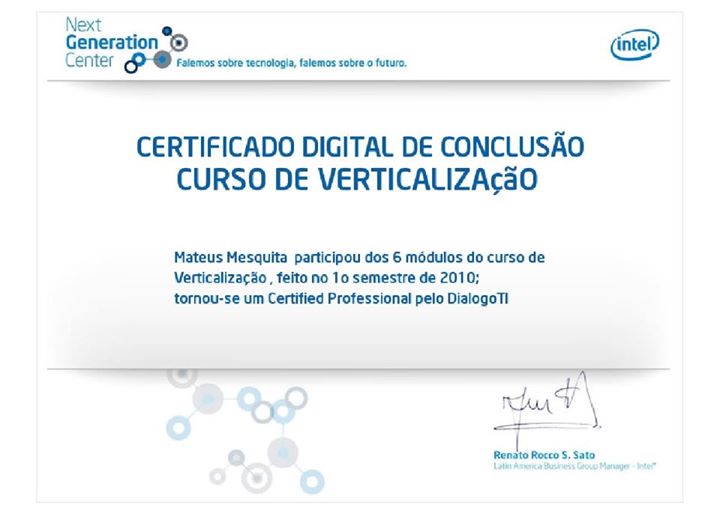 Next
Generation
Center
Falemos sobre tecnologia, falemos sobre o futuro.
intel
CERTIFICADO DIGITAL DE CONCLUSÃO
CURSO DE VERTICALIZAçãO
Mateus Mesquita participou dos 6 módulos do curso de
Verticalização , feito no 1o semestre de 2010;
tornou-se um Certified Professional pelo DialogoTI
Renato Rocco S. Sato
Latin America Business Group Manager - Intel®